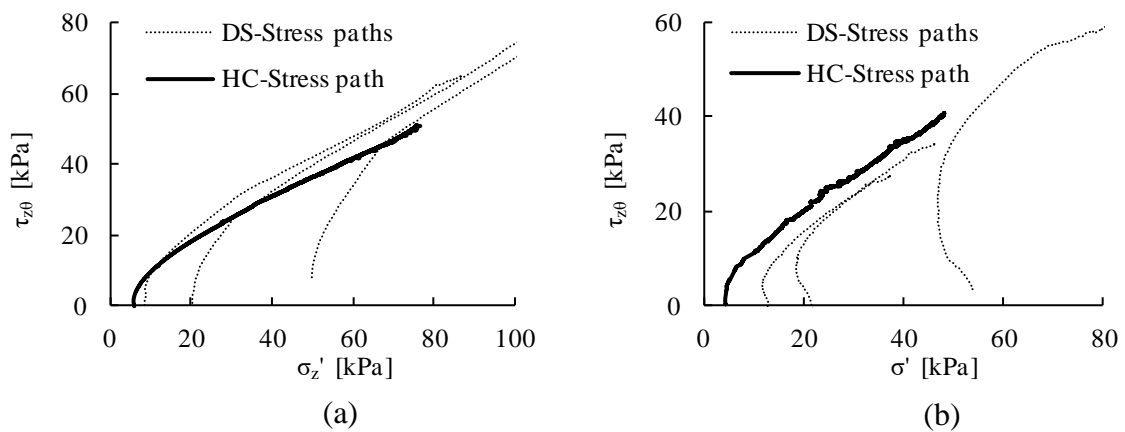 80
60
40
20
0
0 20 40 60 80 100
τzθ [kPa]
σz' [kPa]
DS-Stress paths
HC-Stress path
(a)
60
40
20
0
0 20 40 60 80
τzθ [kPa]
σ' [kPa]
DS-Stress paths
HC-Stress path
(b)